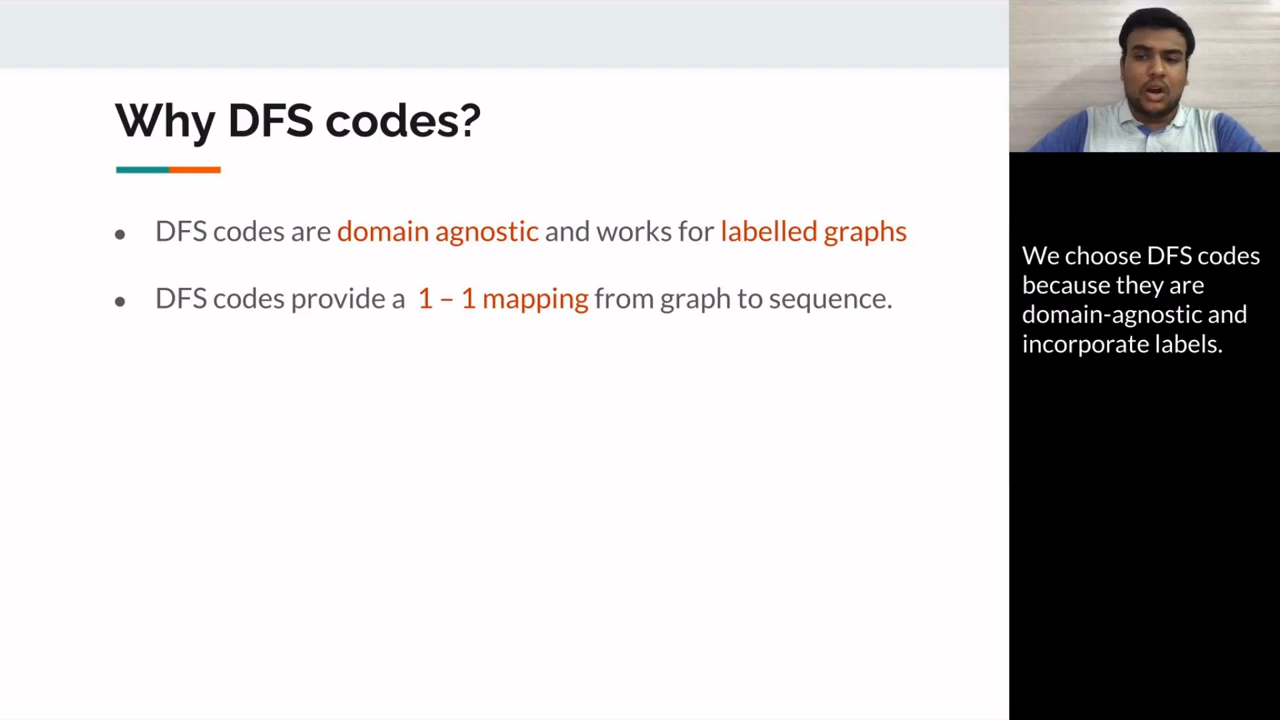 Why DFS codes?
• DFS codes are domain agnostic and works for labelled graphs
• DFS codes provide a 1 – 1 mapping from graph to sequence.
We choose DFS codes
because they are
domain-agnostic and
incorporate labels.